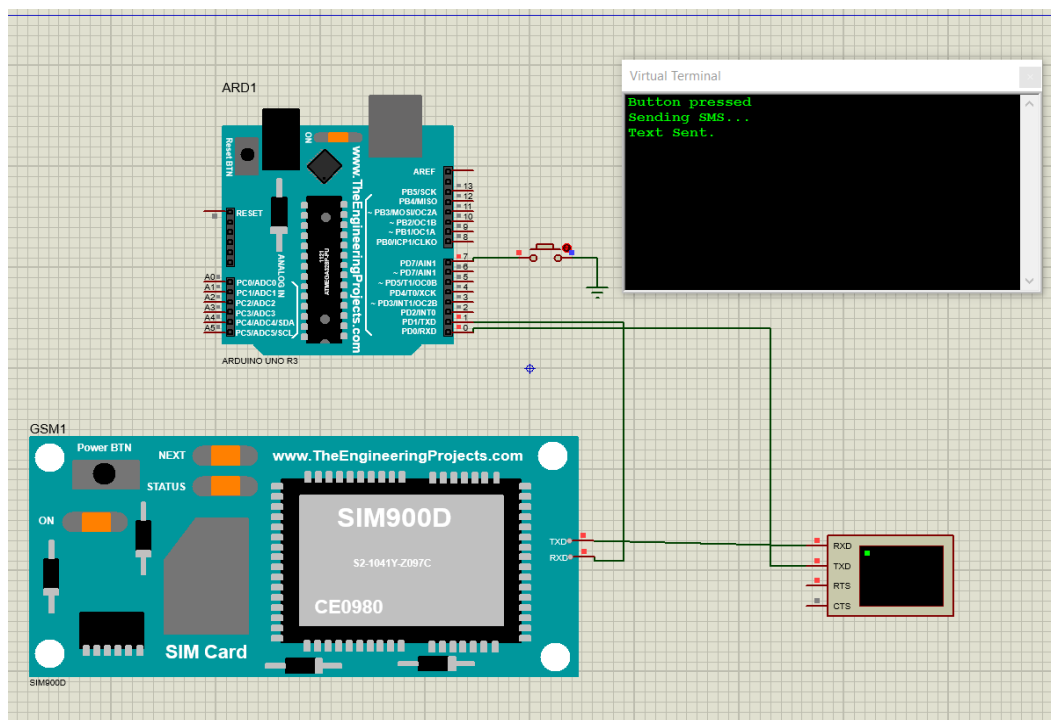 ARD1
Virtual Terminal
Button pressed
Sending SMS...
Text Sent.
Reset BTN
ON
www.TheEngineeringProjects.com
AREF
PB5/SCK
13
PB4/MISO
12
~ PB3/MOSI/OC2A
11
~ PB2/OC1B
10
~ PB1/OC1A
9
PB0/ICP1/CLKO
8
RESET
ANALOG IN
1121
PD7/AIN1
7
~ PD7/AIN1
6
~ PD5/T1/OC0B
5
PD4/T0/XCK
4
~ PD3/INT1/OC2B
3
PD2/INT0
2
PD1/TXD
1
PD0/RXD
0
A0
PC0/ADC0
A1
PC1/ADC1
A2
PC2/ADC2
A3
PC3/ADC3
A4
PC4/ADC4/SDA
A5
PC5/ADC5/SCL
ARDUINO UNO R3
GSM1
Power BTN
NEXT
STATUS
ON
www.TheEngineeringProjects.com
SIM900D
S2-1041Y-Z097C
CE0980
SIM Card
TXD
RXD
SIM900D
RXD
TXD
RTS
CTS